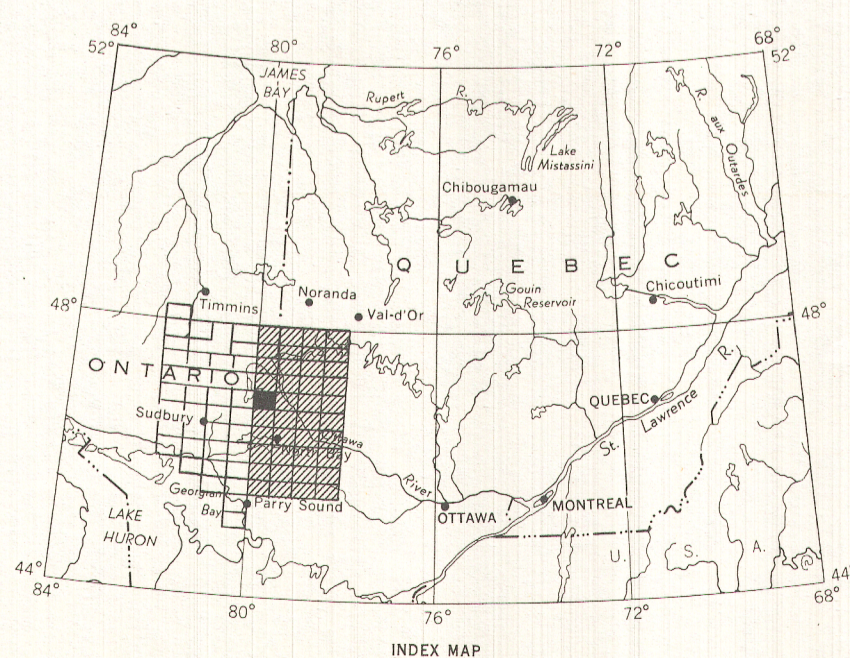 84°
80°
76°
72°
68°
52°
52°
JAMES
BAY
Rupert R.
R. aux Outardes
Lake
Mistassini
Chibougamau
QUEBEC
Gouin
Reservoir
Chicoutimi
Timmins
Noranda
Val-d'Or
48°
48°
ONTARIO
Sudbury
North Bay
Ottawa River
QUEBEC
St. Lawrence R.
Georgian
Bay
Parry Sound
OTTAWA
MONTREAL
LAKE
HURON
U. S. A.
44°
44
84°
80°
76°
72°
68°
INDEX MAP